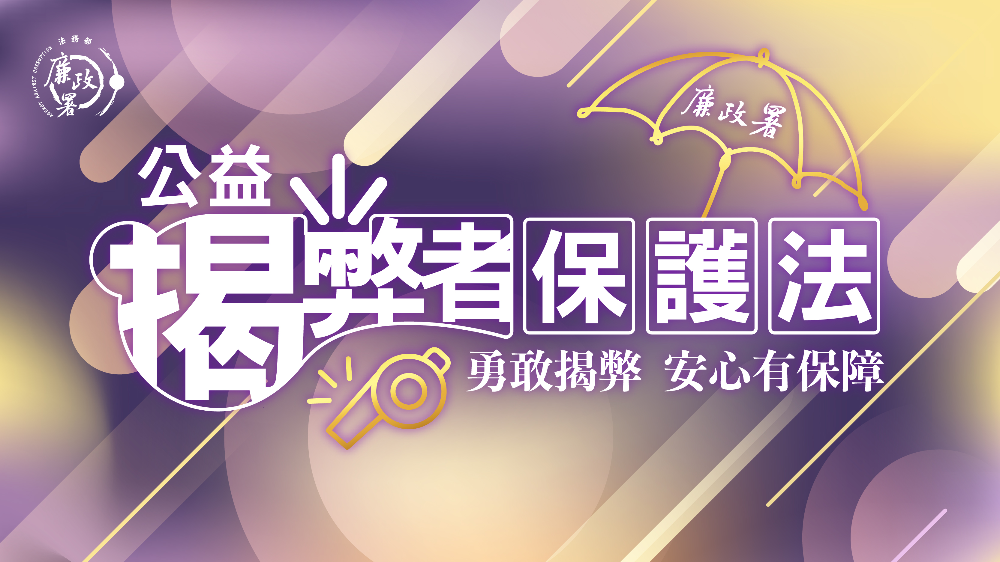 法務部
廉政署
AGENCY AGAINST CORRUPTION
廉政署
公益
揭弊者保護法
勇敢揭弊 安心有保障